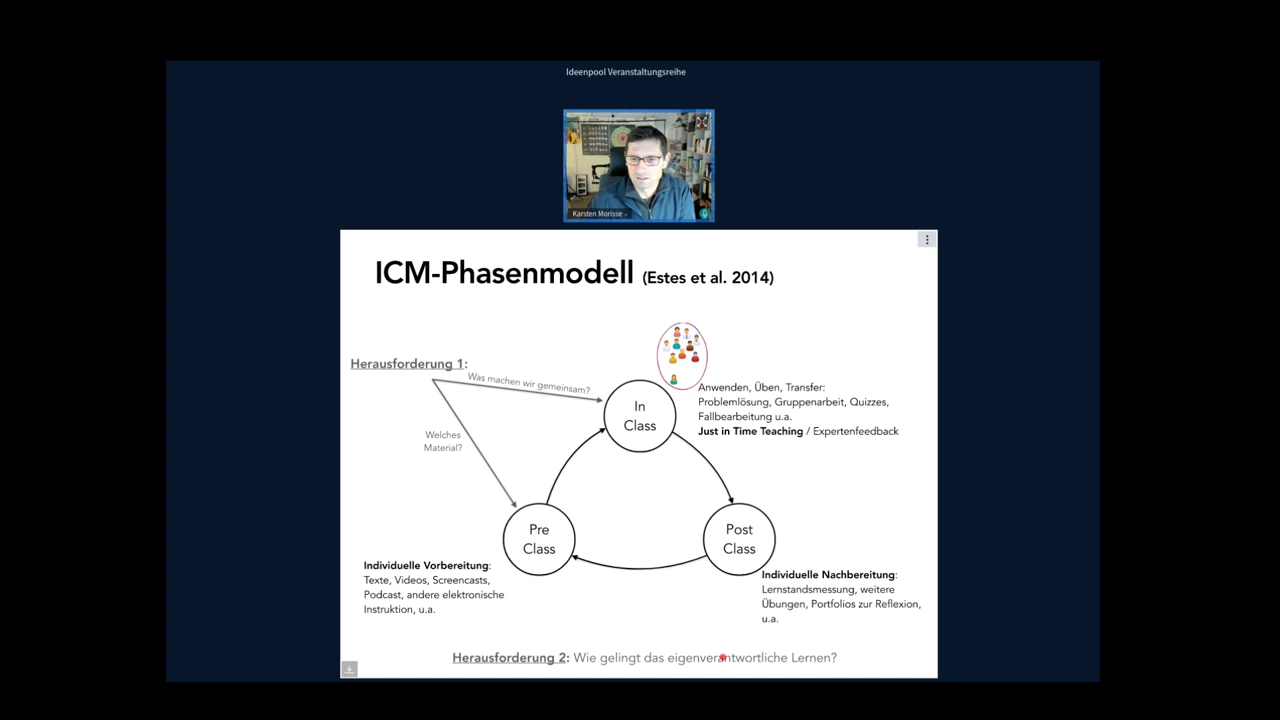 Ideenpool Veranstaltungsreihe
Karsten Morisse
ICM-Phasenmodell (Estes et al. 2014)
Herausforderung 1:
Was machen wir gemeinsam?
Welches
Material?
In
Class
Anwenden, Üben, Transfer:
Problemlösung, Gruppenarbeit, Quizzes,
Fallbearbeitung u.a.
Just in Time Teaching / Expertenfeedback
Pre
Class
Post
Class
Individuelle Vorbereitung:
Texte, Videos, Screencasts,
Podcast, andere elektronische
Instruktion, u.a.
Individuelle Nachbereitung:
Lernstandsmessung, weitere
Übungen, Portfolios zur Reflexion,
u.a.
Herausforderung 2: Wie gelingt das eigenverantwortliche Lernen?